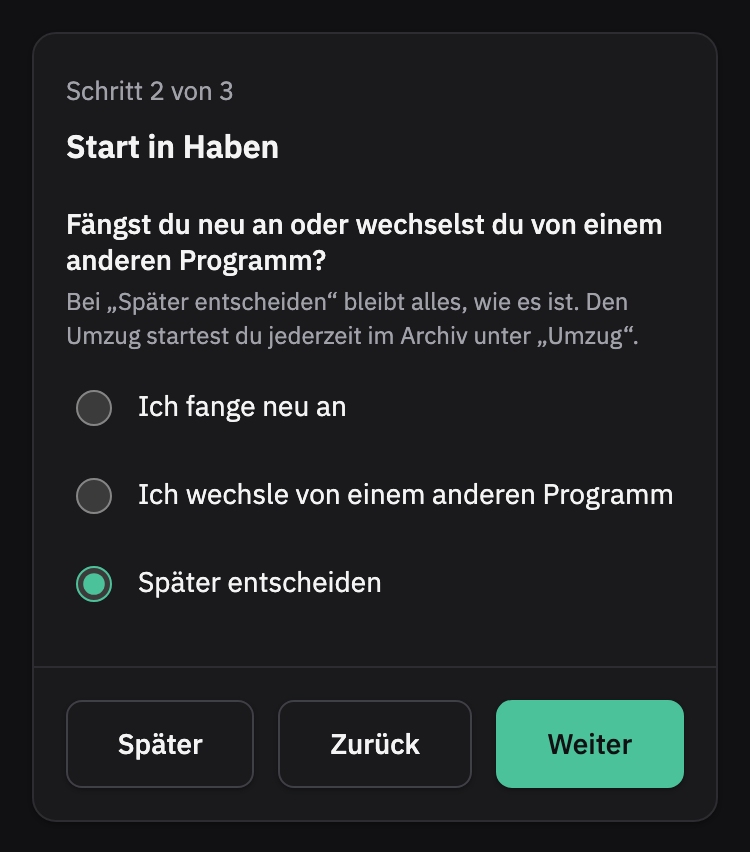 Schritt 2 von 3
Start in Haben
Fängst du neu an oder wechselst du von einem
anderen Programm?
Bei „Später entscheiden“ bleibt alles, wie es ist. Den
Umzug startest du jederzeit im Archiv unter „Umzug“.
Ich fange neu an
Ich wechsle von einem anderen Programm
Später entscheiden
Später
Zurück
Weiter